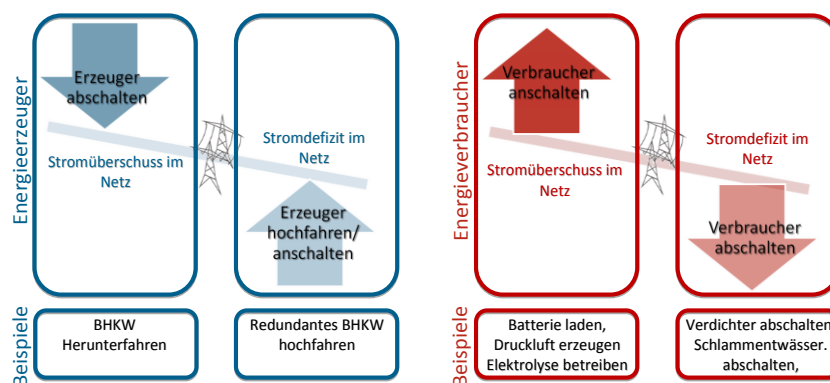 Energieerzeuger
Erzeuger
abschalten
Stromüberschuss im
Netz
Stromdefizit im
Netz
Erzeuger
hochfahren/
anschalten
Beispiele
BHKW
Herunterfahren
Redundantes BHKW
hochfahren
Energieverbraucher
Verbraucher
anschalten
Stromüberschuss im
Netz
Stromdefizit im
Netz
Verbraucher
abschalten
Beispiele
Batterie laden,
Druckluft erzeugen
Elektrolyse betreiben
Verdichter abschalten
Schlammentwässer.
abschalten,